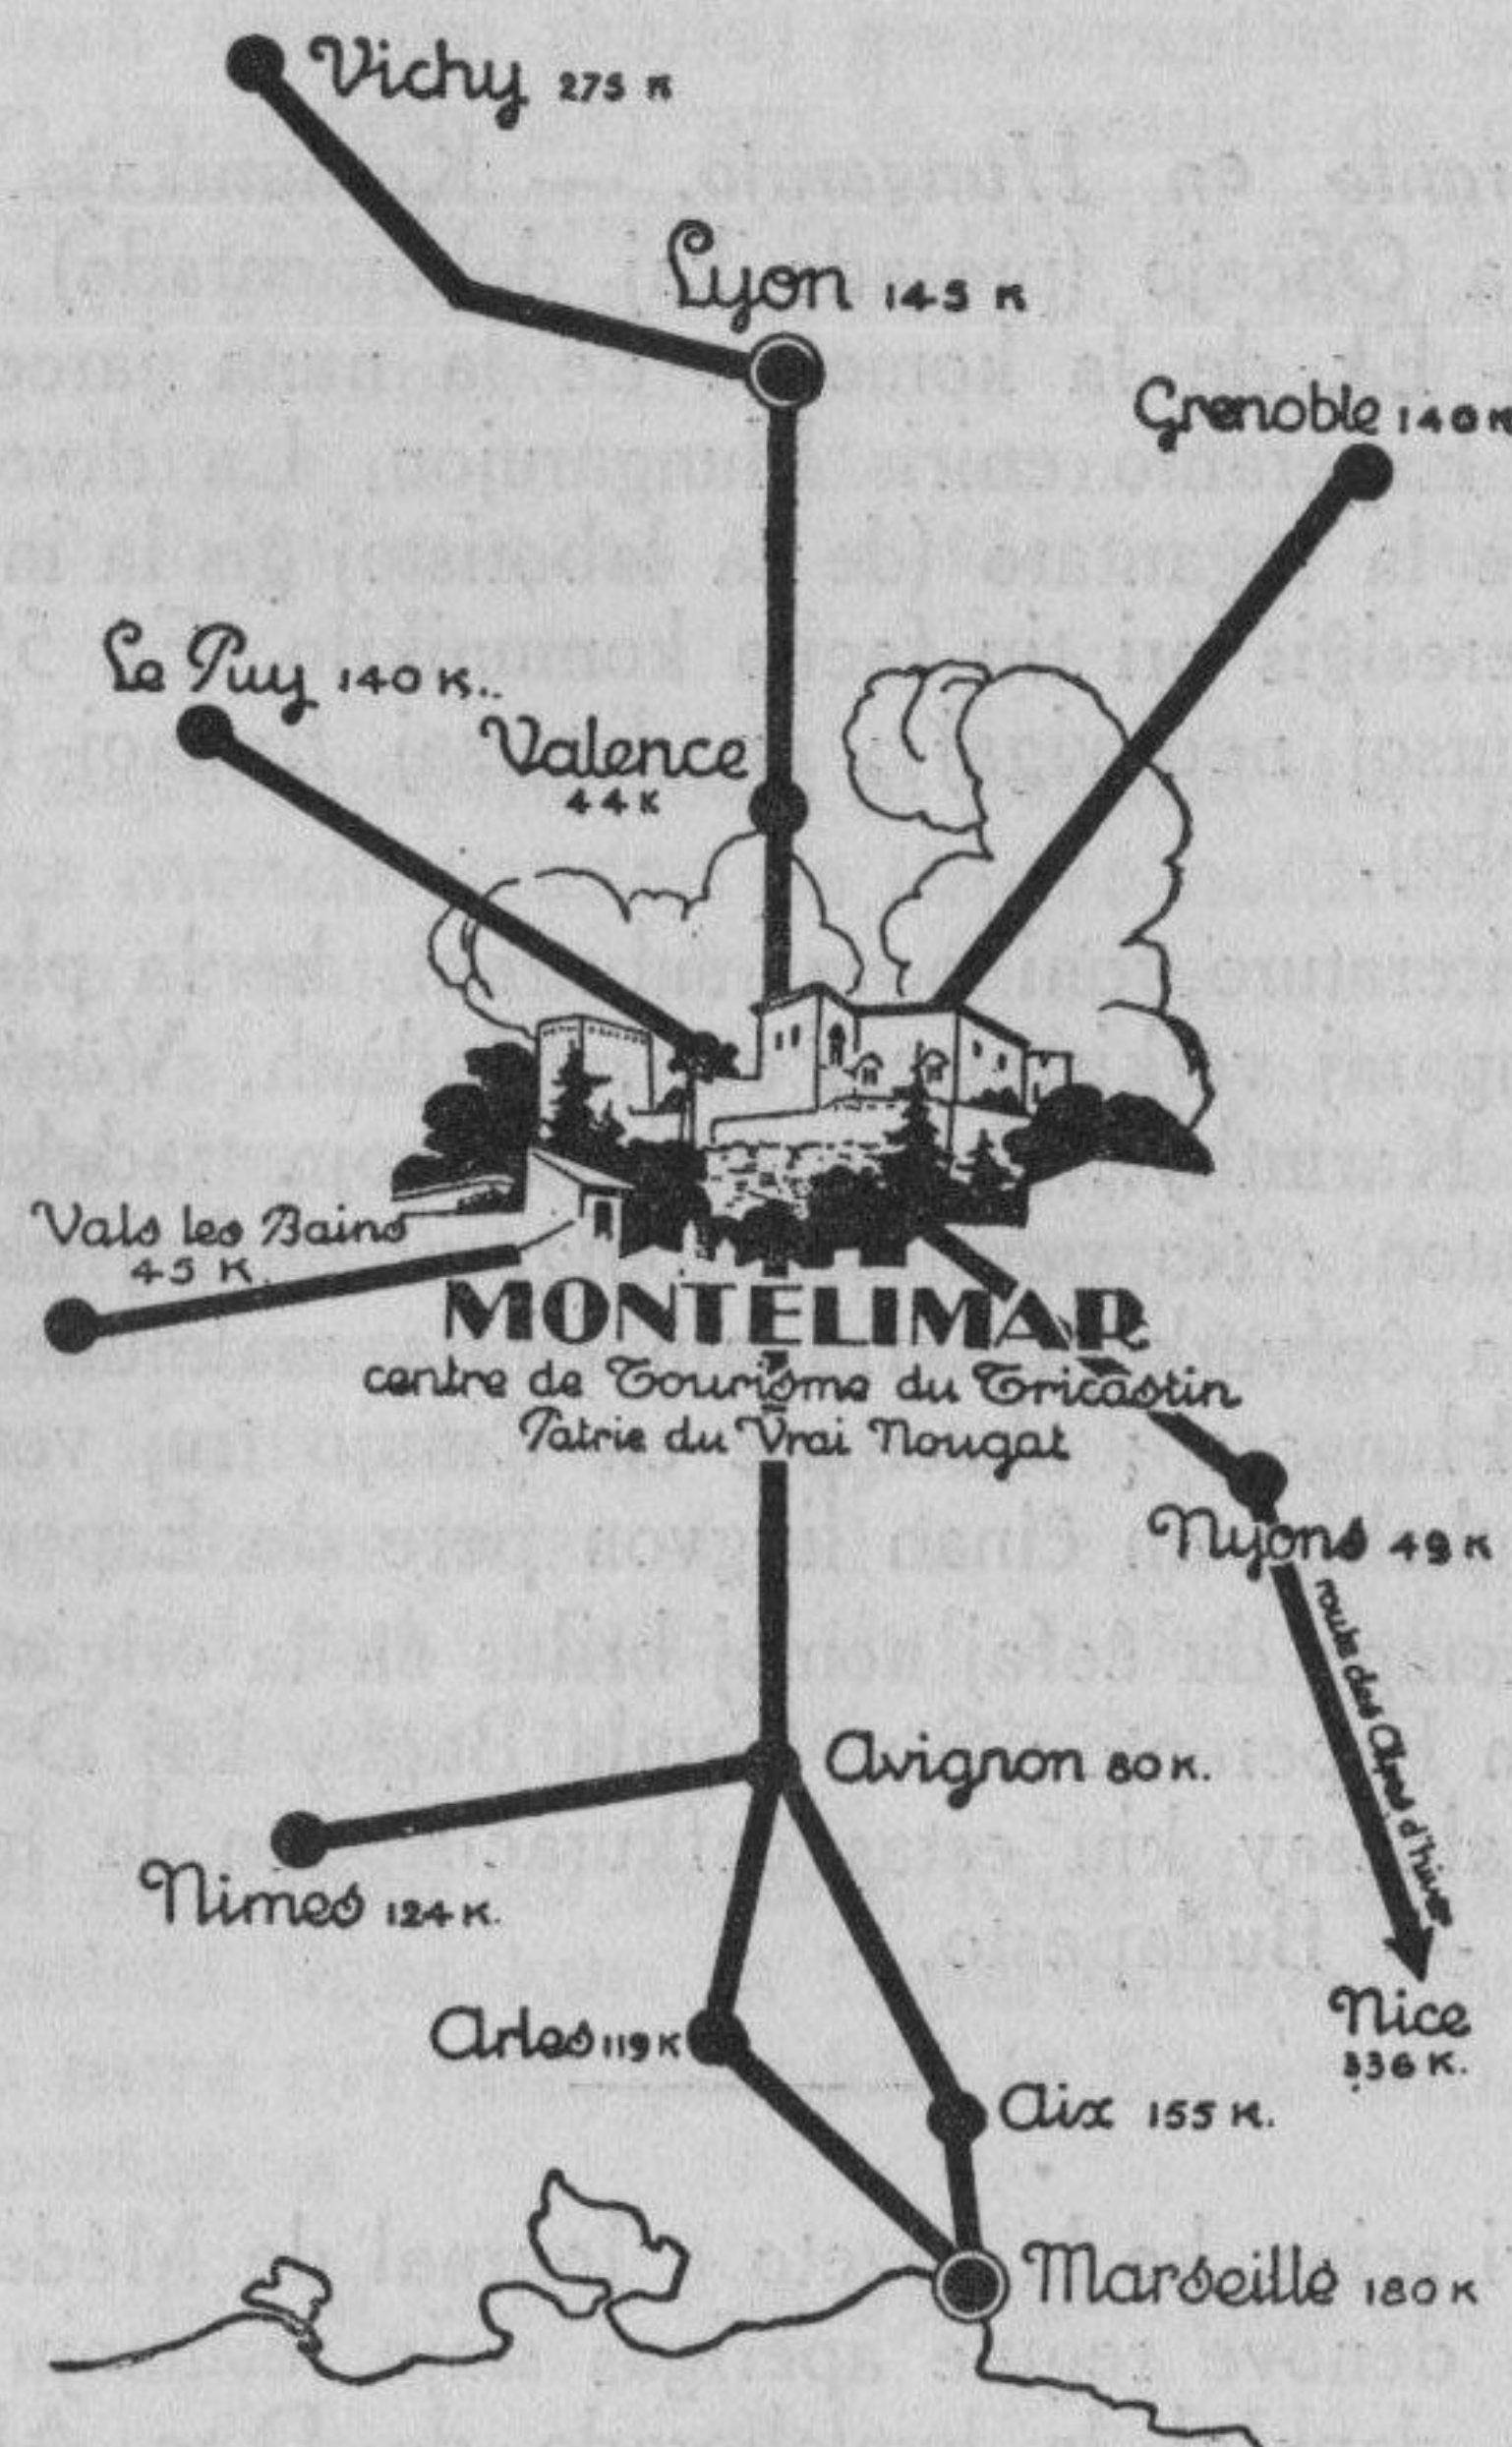 Vichy 275 K
Lyon 145 K
Grenoble 140 K
Le Puy 140 K..
Valence
44 K
Vals les Bains
45 K.
MONTELIMAR
centre de Tourisme du Tricastin
Patrie du Vrai Nougat
Nyons 49 K
route des Alpes d'hiver
Avignon 80 K.
Nimes 124 K.
Arles 119 K
Nice
336 K.
Aix 155 K.
Marseille 180 K